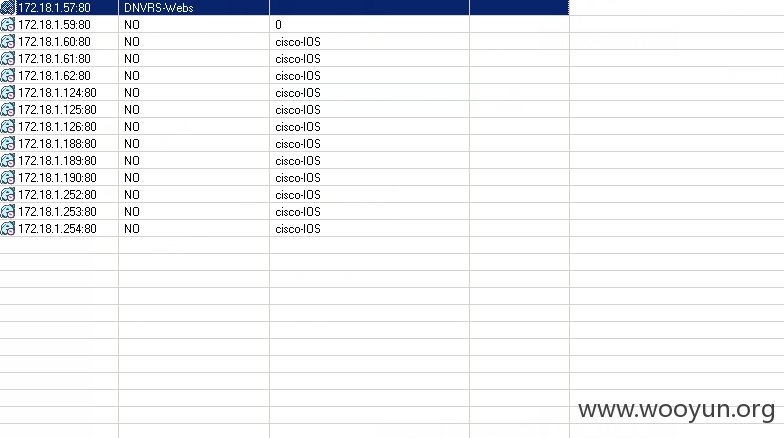 172.18.1.57:80 DNVRS-Webs
172.18.1.59:80 NO 0
172.18.1.60:80 NO cisco-IOS
172.18.1.61:80 NO cisco-IOS
172.18.1.62:80 NO cisco-IOS
172.18.1.124:80 NO cisco-IOS
172.18.1.125:80 NO cisco-IOS
172.18.1.126:80 NO cisco-IOS
172.18.1.188:80 NO cisco-IOS
172.18.1.189:80 NO cisco-IOS
172.18.1.190:80 NO cisco-IOS
172.18.1.252:80 NO cisco-IOS
172.18.1.253:80 NO cisco-IOS
172.18.1.254:80 NO cisco-IOS
www.wooyun.org